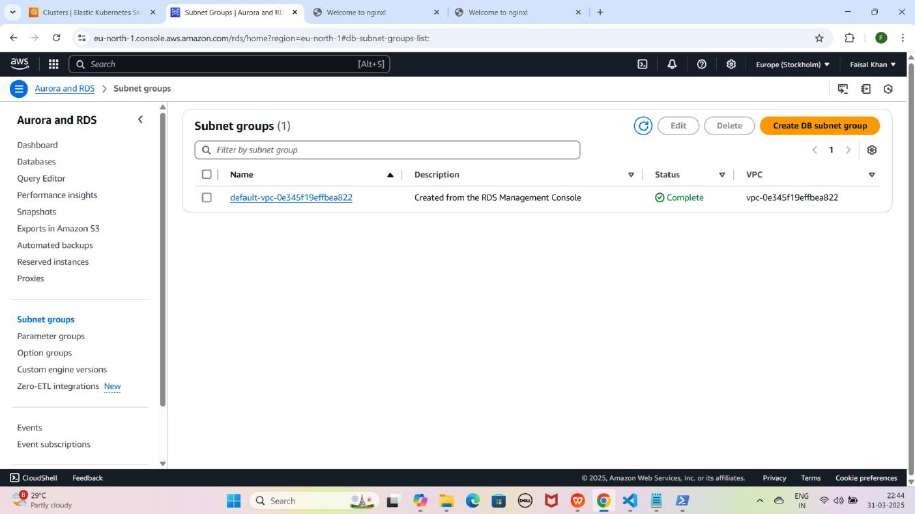 Clusters | Elastic Kubernetes Se
Subnet Groups | Aurora and RDS
Welcome to nginx!
Welcome to nginx!
eu-north-1.console.aws.amazon.com/rds/home?region=eu-north-1#db-subnet-groups-list:
F
aws
Search
[Alt+S]
Europe (Stockholm)
Faisal Khan
Aurora and RDS
Subnet groups
Aurora and RDS
Dashboard
Databases
Query Editor
Performance insights
Snapshots
Exports in Amazon S3
Automated backups
Reserved instances
Proxies
Subnet groups
Parameter groups
Option groups
Custom engine versions
Zero-ETL integrations New
Events
Event subscriptions
Subnet groups (1)
Edit
Delete
Create DB subnet group
Filter by subnet group
1
Name
Description
Status
VPC
default-vpc-0e345f19effbea822
Created from the RDS Management Console
Complete
vpc-0e345f19effbea822
CloudShell
Feedback
© 2025, Amazon Web Services, Inc. or its affiliates.
Privacy
Terms
Cookie preferences
29°C
Partly cloudy
Search
DELL
ENG
IN
22:44
31-03-2025